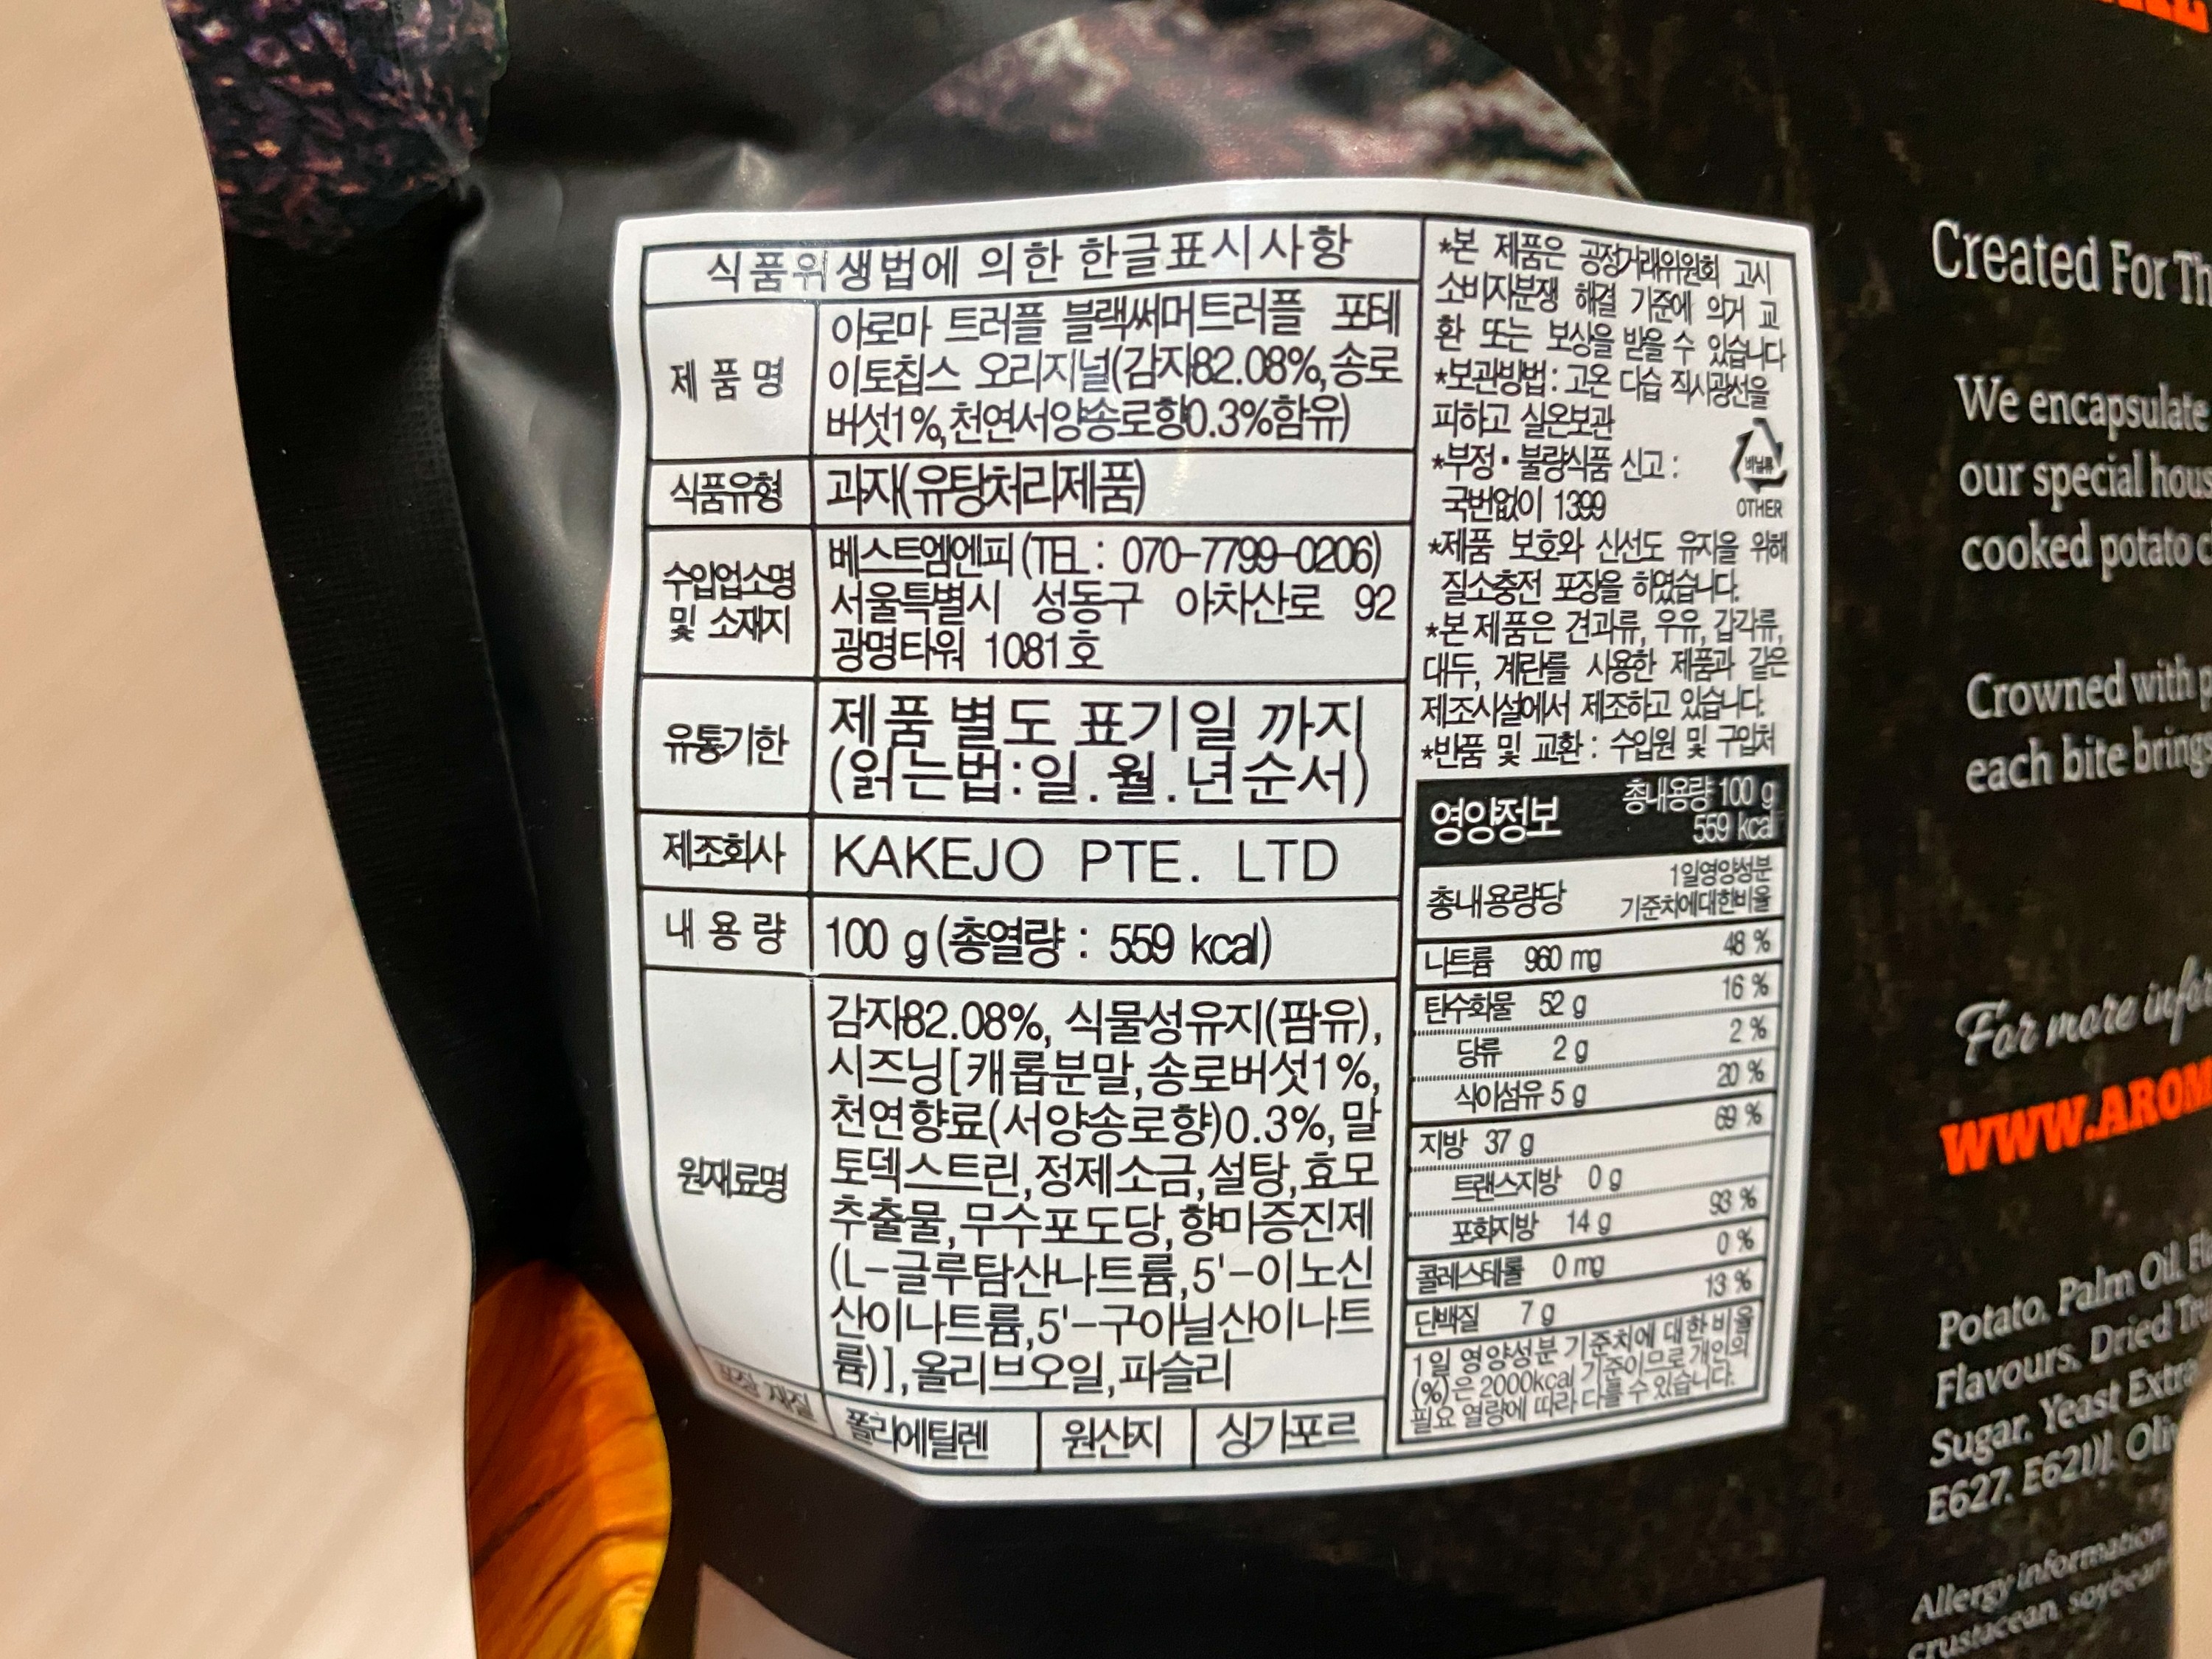 식품위생법에 의한 한글표시사항
제 품 명
아로마 트러플 블랙써머트러플 포테
이토칩스 오리지널(감자82.08%,송로
버섯1%,천연서양송로향0.3%함유)
식품유형
과자(유탕처리제품)
수입업소명
및 소재지
베스트엠엔피(TEL : 070-7799-0206)
서울특별시 성동구 아차산로 92
광명타워 1081호
유통기한
제품 별도 표기일 까지
(읽는법:일.월.년순서)
제조회사
KAKEJO PTE. LTD
내 용 량
100 g(총열량 : 559 kcal)
원재료명
감자82.08%, 식물성유지(팜유),
시즈닝[캐롭분말,송로버섯1%,
천연향료(서양송로향)0.3%,말
토덱스트린,정제소금,설탕,효모
추출물,무수포도당,향미증진제
(L-글루탐산나트륨,5'-이노신
산이나트륨,5'-구아닐산이나트
륨)],올리브오일,파슬리
포장 재질
폴리에틸렌
원산지
싱가포르
*본 제품은 공정거래위원회 고시
소비자분쟁 해결 기준에 의거 교
환 또는 보상을 받을 수 있습니다
*보관방법: 고온 다습 직사광선을
피하고 실온보관
*부정·불량식품 신고 :
국번없이 1399
비닐류
OTHER
*제품 보호와 신선도 유지을 위해
질소충전 포장을 하였습니다.
*본 제품은 견과류, 우유, 갑각류,
대두, 계란를 사용한 제품과 같은
제조시설에서 제조하고 있습니다.
*반품 및 교환 : 수입원 및 구입처
영양정보
총내용량 100 g
559 kcal
총내용량당
1일영양성분
기준치에대한비율
나트륨 960 mg 48 %
탄수화물 52 g 16 %
당류 2 g 2 %
식이섬유 5 g 20 %
지방 37 g 69 %
트랜스지방 0 g
포화지방 14 g 93 %
콜레스테롤 0 mg 0 %
단백질 7 g 13 %
1일 영양성분 기준치에 대한 비율
(%)은 2000kcal 기준이므로 개인의
필요 열량에 따라 다를 수 있습니다.
Created For
We encapsulate
our special
cooked potato
Crowned with
each bite
For more
WWW.AROM
Potato, Palm Oil,
Flavours, Dried
Sugar, Yeast
E627, E621)],
Allergy information
crustacean, soybean